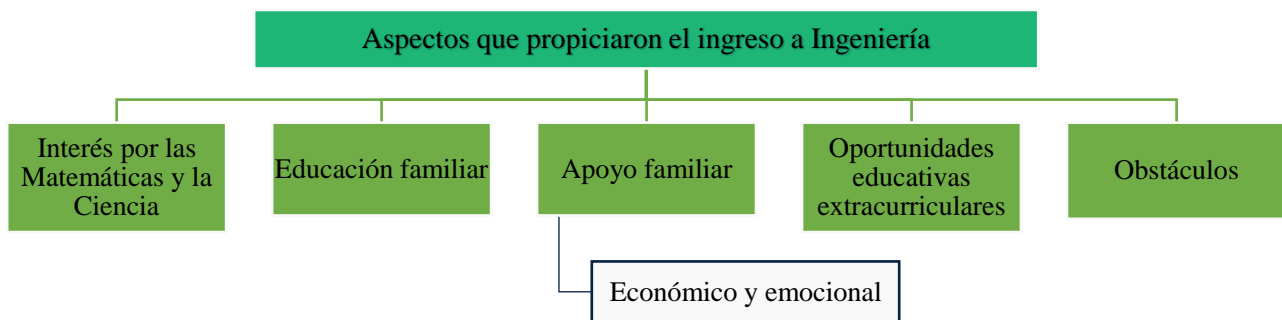 Aspectos que propiciaron el ingreso a Ingeniería
Interés por las
Matemáticas y la
Ciencia
Educación familiar
Apoyo familiar
Oportunidades
educativas
extracurriculares
Obstáculos
Económico y emocional